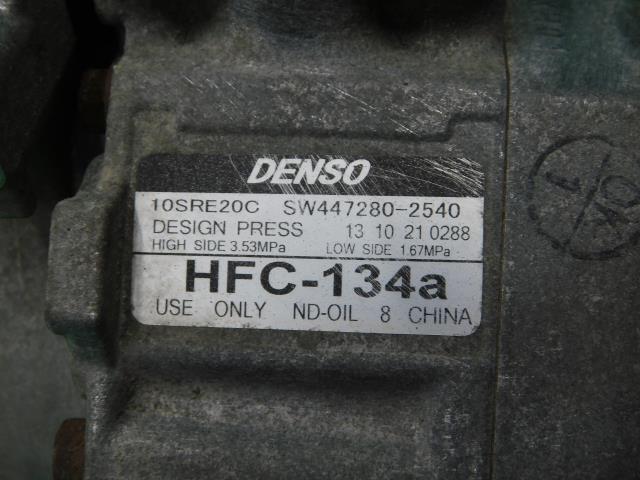 DENSO
10SRE20C SW447280-2540
DESIGN PRESS 13 10 21 0288
HIGH SIDE 3.53MPa LOW SIDE 1.67MPa
HFC-134a
USE ONLY ND-OIL 8 CHINA
OK